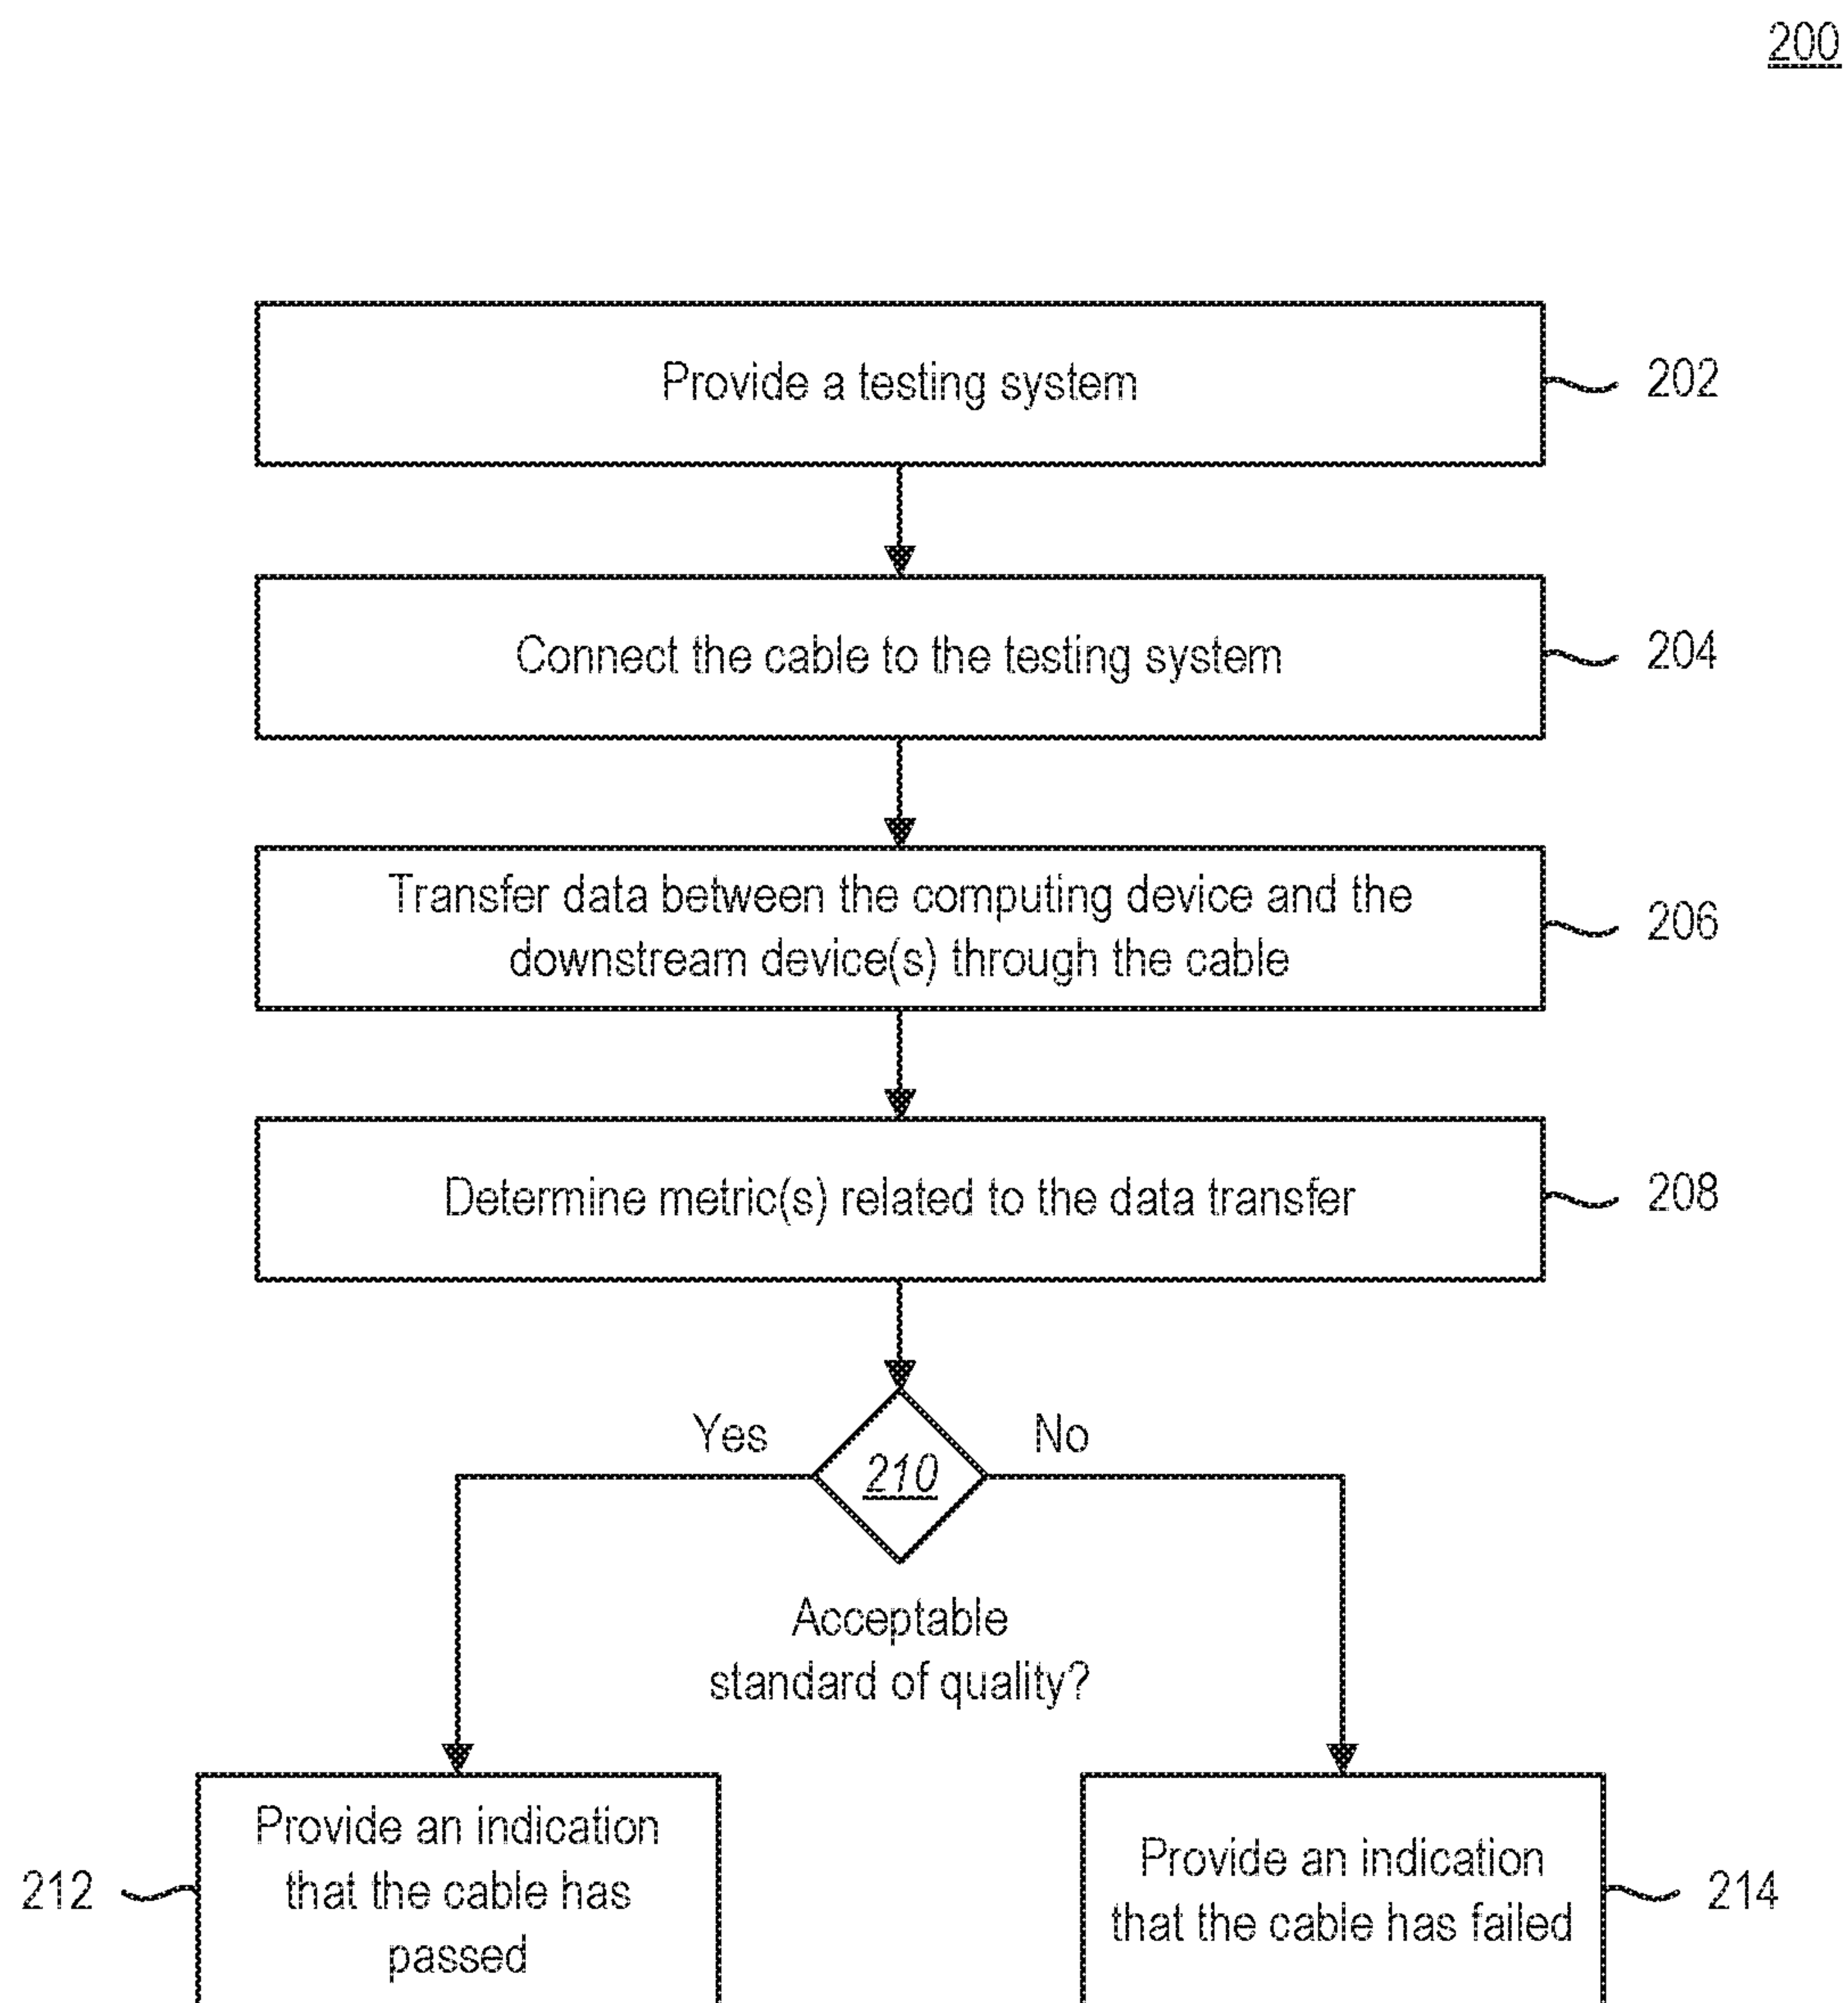 200
Provide a testing system
202
Connect the cable to the testing system
204
Transfer data between the computing device and the
downstream device(s) through the cable
206
Determine metric(s) related to the data transfer
208
Yes
210
No
Acceptable
standard of quality?
212
Provide an indication
that the cable has
passed
Provide an indication
that the cable has failed
214